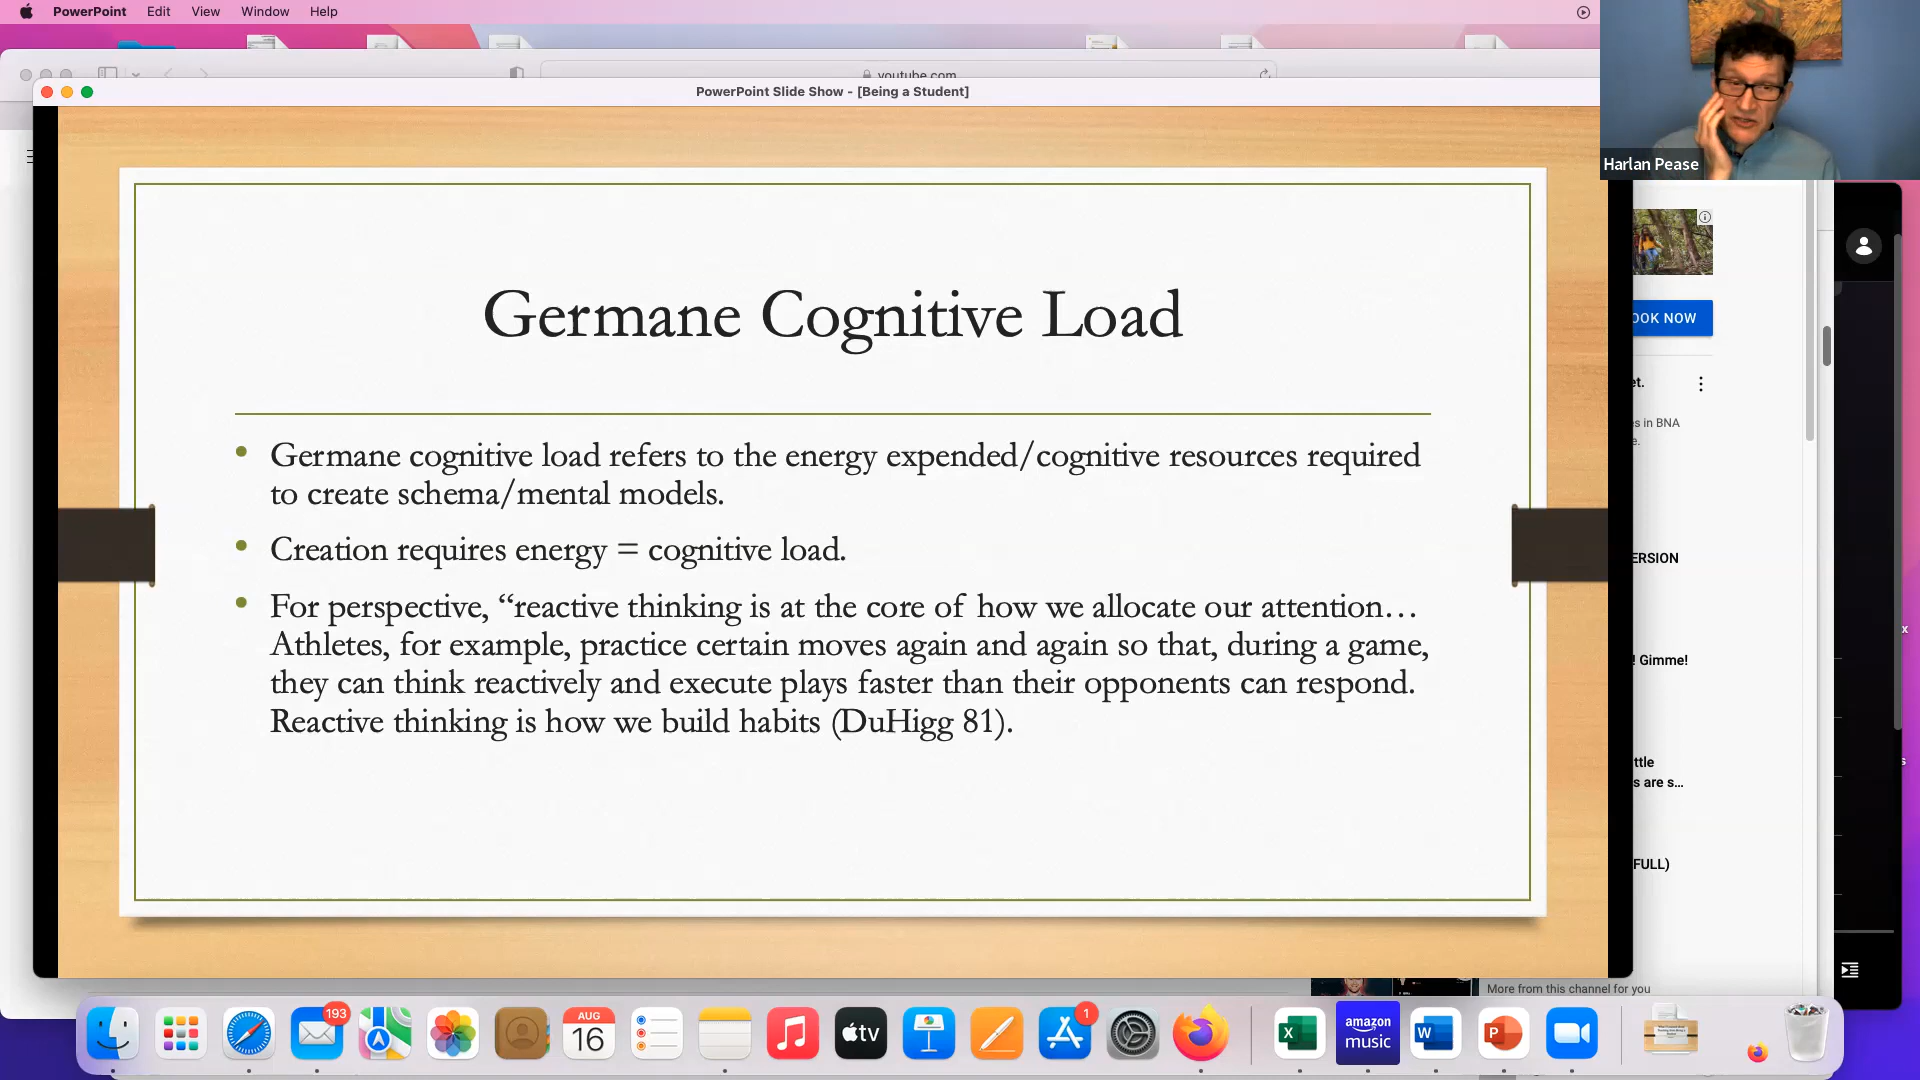 PowerPoint Edit View Window Help
youtube.com
PowerPoint Slide Show - [Being a Student]
Harlan Pease
Germane Cognitive Load
OOK NOW
et.
es in BNA
e.
Germane cognitive load refers to the energy expended/cognitive resources required
to create schema/mental models.
Creation requires energy = cognitive load.
ERSION
For perspective, “reactive thinking is at the core of how we allocate our attention…
Athletes, for example, practice certain moves again and again so that, during a game,
they can think reactively and execute plays faster than their opponents can respond.
Reactive thinking is how we build habits (DuHigg 81).
x
! Gimme!
ttle
s
s are s...
FULL)
More from this channel for you
193
AUG
16
tv
1
X
amazon
music
W
P